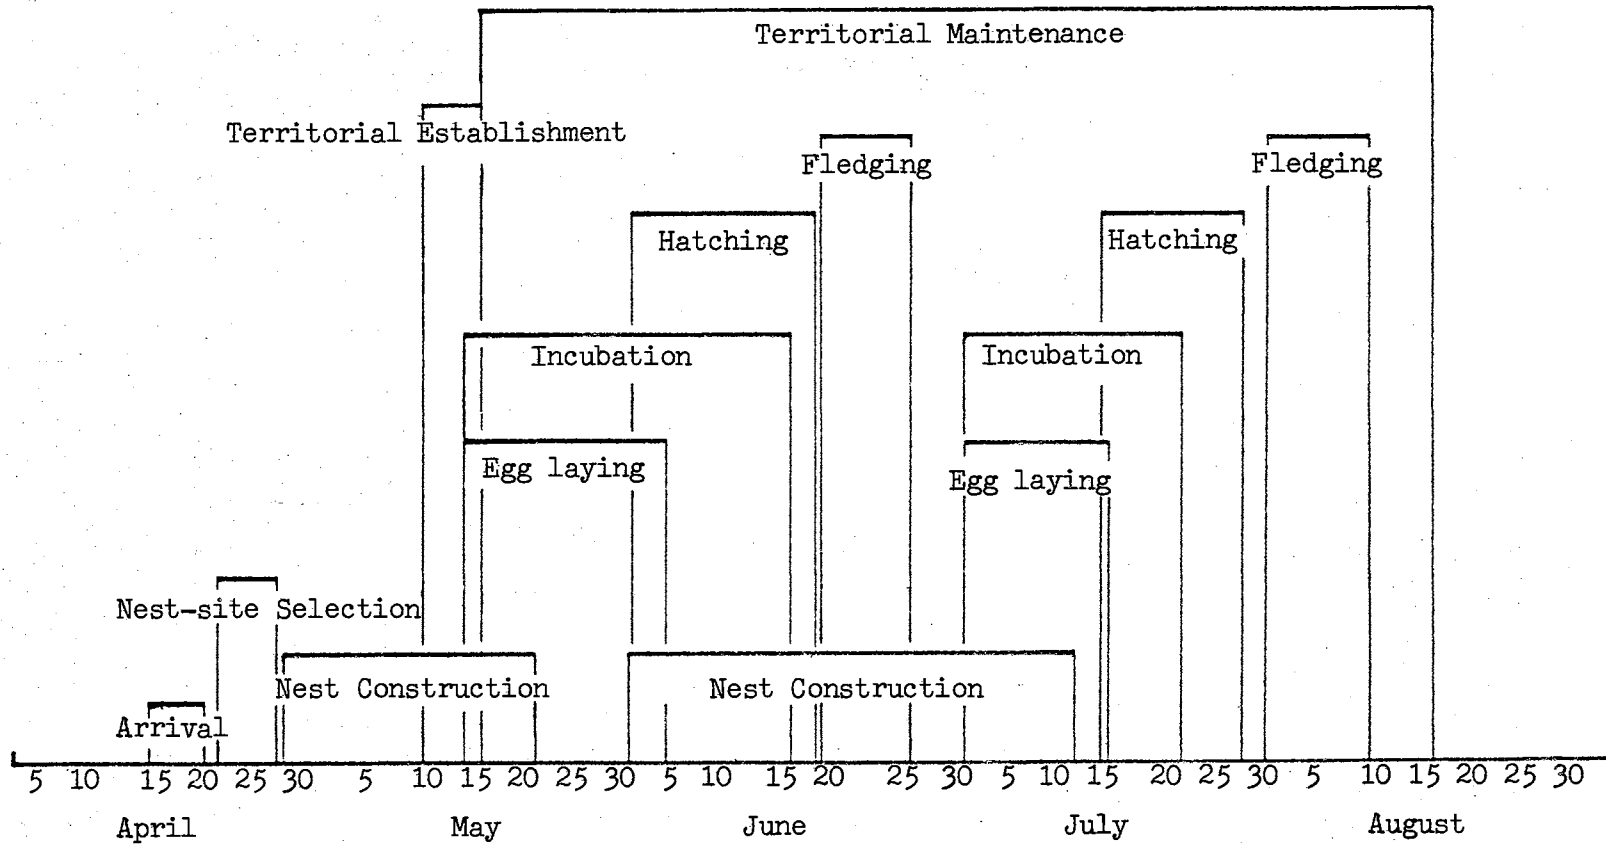 Territorial Maintenance
Territorial Establishment
Fledging Fledging
Hatching Hatching
Incubation Incubation
Egg laying Egg laying
Nest-site Selection
Nest Construction Nest Construction
Arrival
5 10 15 20 25 30 5 10 15 20 25 30 5 10 15 20 25 30 5 10 15 20 25 30 5 10 15 20 25 30
April May June July August